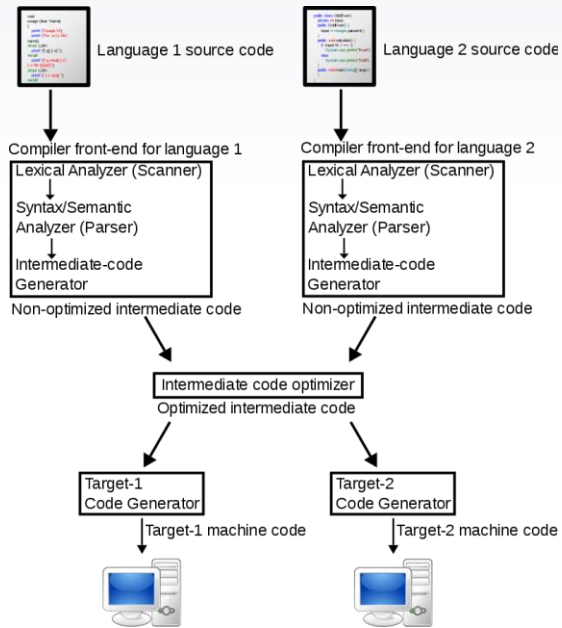 Language 1 source code
Language 2 source code
Compiler front-end for language 1
Lexical Analyzer (Scanner)
Syntax/Semantic
Analyzer (Parser)
Intermediate-code
Generator
Non-optimized intermediate code
Compiler front-end for language 2
Lexical Analyzer (Scanner)
Syntax/Semantic
Analyzer (Parser)
Intermediate-code
Generator
Non-optimized intermediate code
Intermediate code optimizer
Optimized intermediate code
Target-1
Code Generator
Target-1 machine code
Target-2
Code Generator
Target-2 machine code